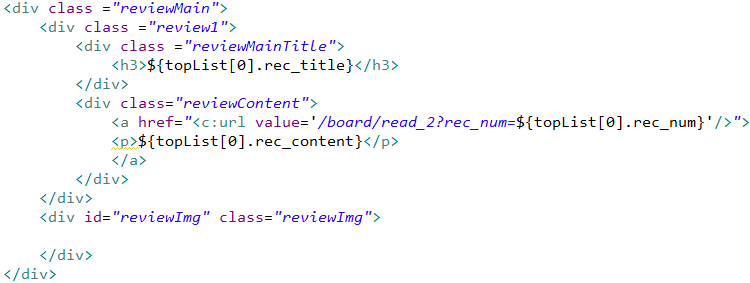 <div class ="reviewMain">
    <div class ="review1">
        <div class ="reviewMainTitle">
            <h3>${topList[0].rec_title}</h3>
        </div>
        <div class="reviewContent">
            <a href="<c:url value='/board/read_2?rec_num=${topList[0].rec_num}'/>">
            <p>${topList[0].rec_content}</p>
            </a>
        </div>
    </div>
    <div id="reviewImg" class="reviewImg">

    </div>
</div>